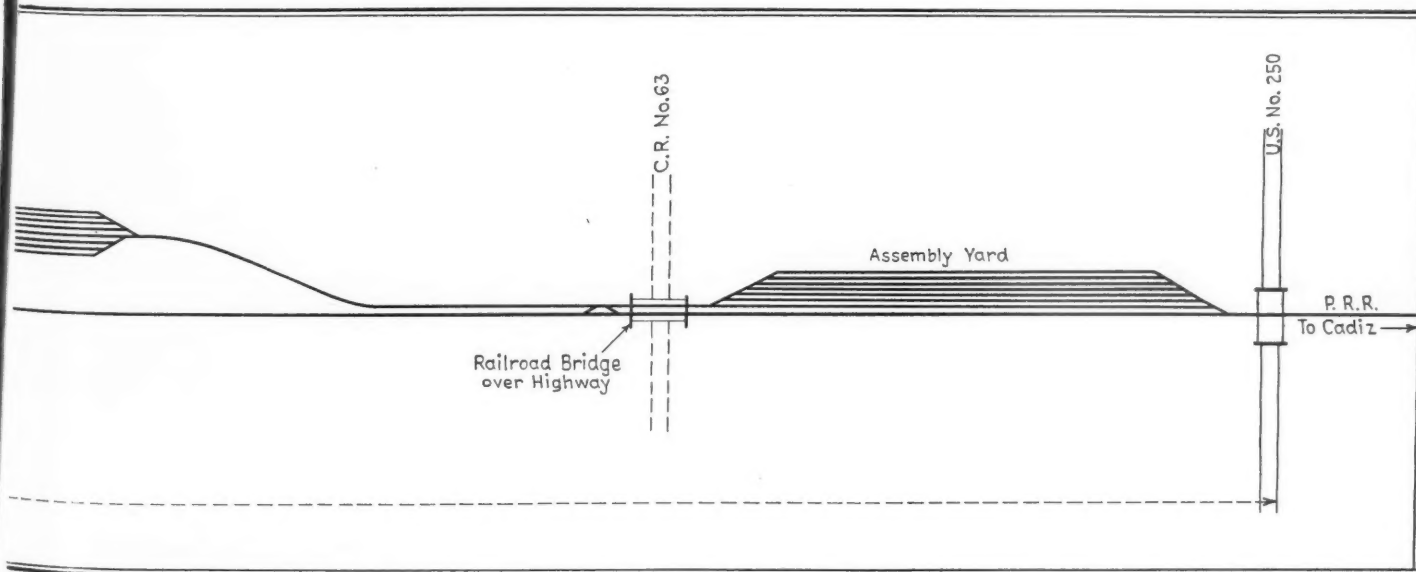 C.R. No.63
U.S. No. 250
Assembly Yard
P. R.R.
To Cadiz
Railroad Bridge
over Highway